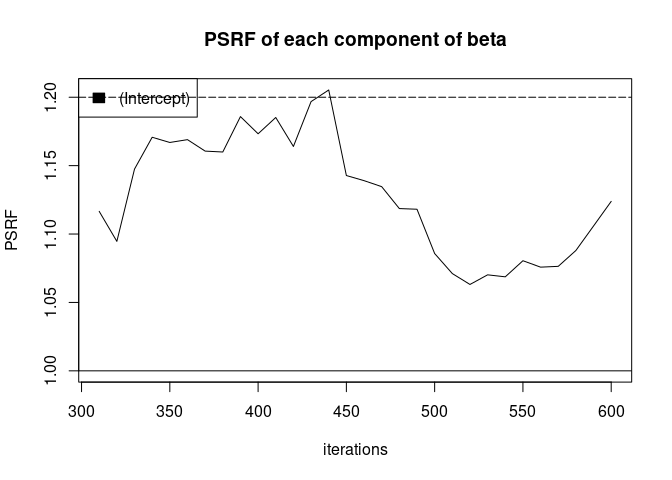 PSRF of each component of beta
(Intercept)
PSRF
1.20
1.15
1.10
1.05
1.00
300 350 400 450 500 550 600
iterations